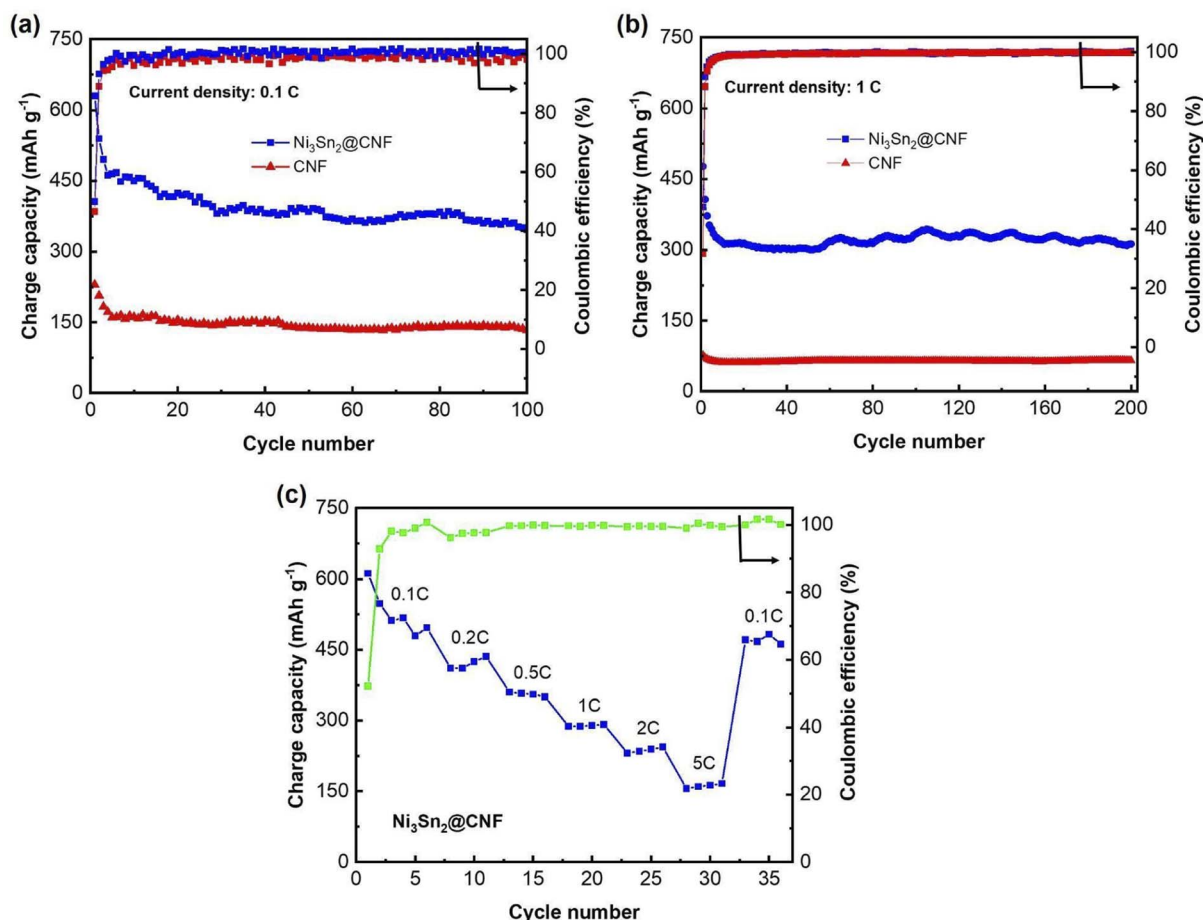 (a)
750
600
450
300
150
0
Charge capacity (mAh g⁻¹)
Current density: 0.1 C
Ni₃Sn₂@CNF
CNF
100
80
60
40
20
0
Coulombic efficiency (%)
0 20 40 60 80 100
Cycle number
(b)
750
600
450
300
150
0
Charge capacity (mAh g⁻¹)
Current density: 1 C
Ni₃Sn₂@CNF
CNF
100
80
60
40
20
0
Coulombic efficiency (%)
0 40 80 120 160 200
Cycle number
(c)
750
600
450
300
150
0
Charge capacity (mAh g⁻¹)
0.1C
0.2C
0.5C
1C
2C
5C
0.1C
Ni₃Sn₂@CNF
100
80
60
40
20
0
Coulombic efficiency (%)
0 5 10 15 20 25 30 35
Cycle number